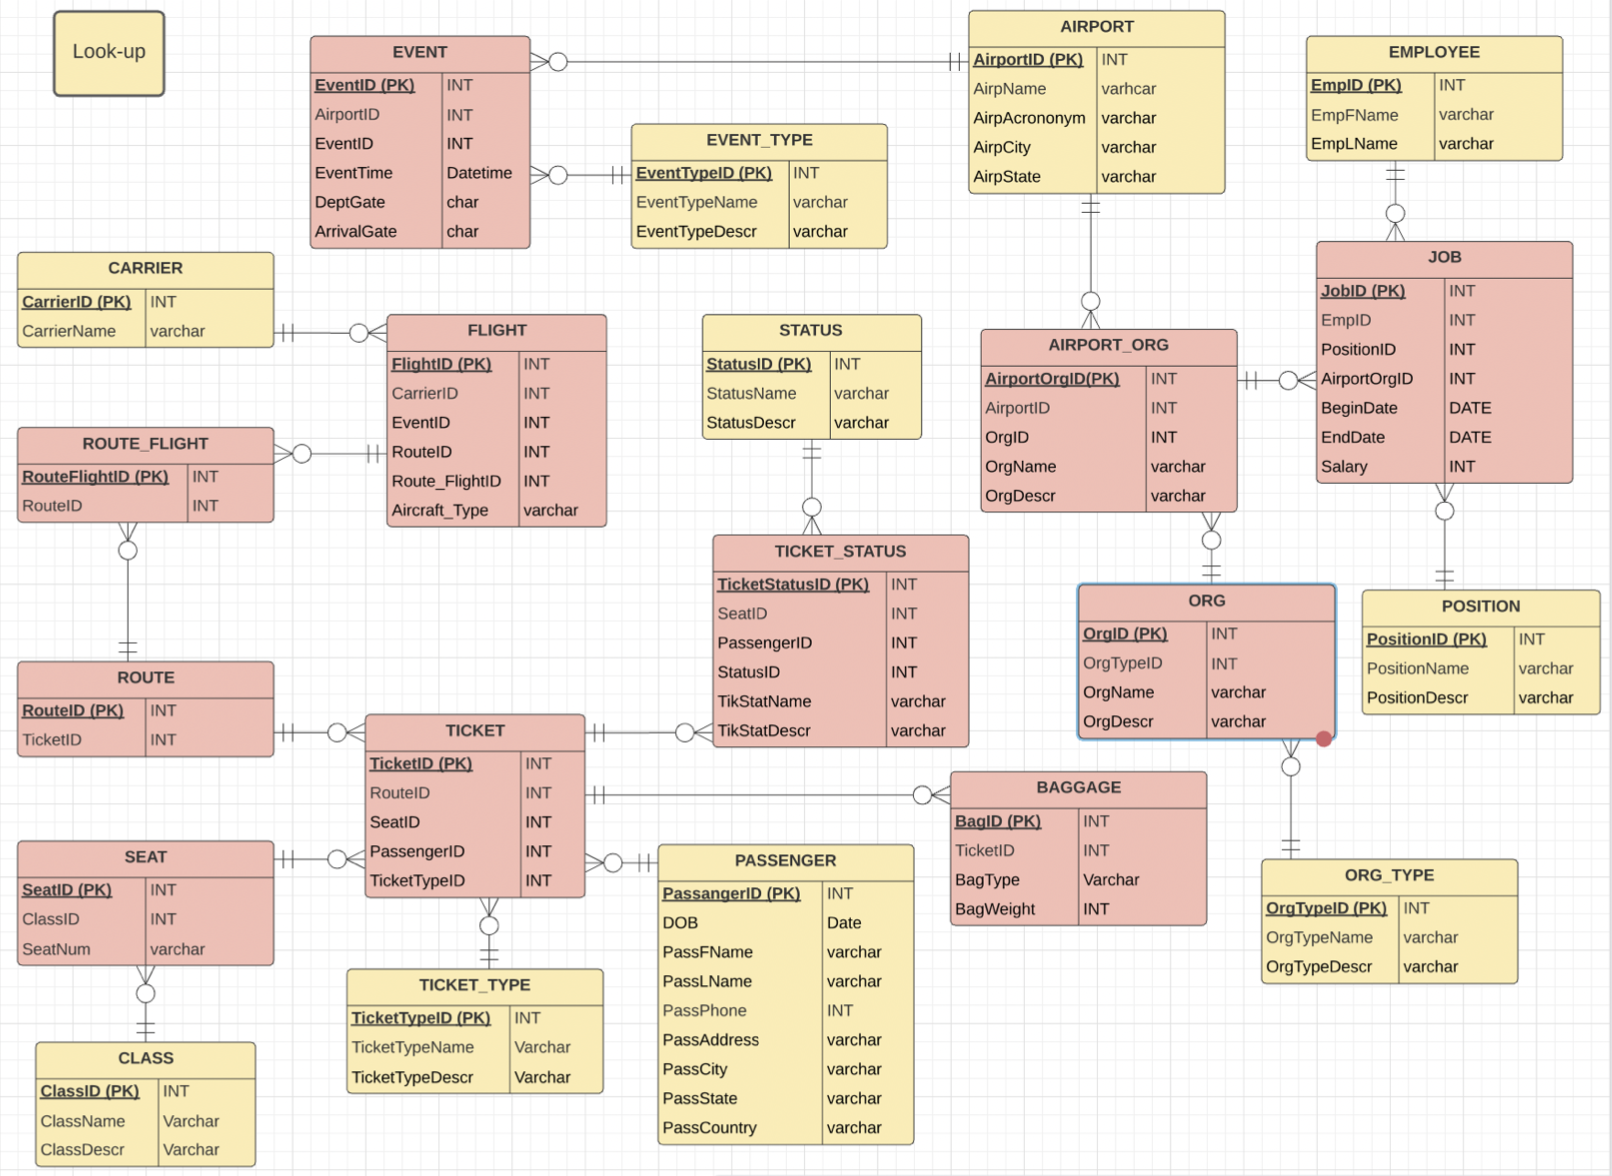 Look-up
EVENT
EventID (PK) INT
AirportID INT
EventID INT
EventTime Datetime
DeptGate char
ArrivalGate char
EVENT_TYPE
EventTypeID (PK) INT
EventTypeName varchar
EventTypeDescr varchar
AIRPORT
AirportID (PK) INT
AirpName varhcar
AirpAcrononym varchar
AirpCity varchar
AirpState varchar
EMPLOYEE
EmpID (PK) INT
EmpFName varchar
EmpLName varchar
CARRIER
CarrierID (PK) INT
CarrierName varchar
FLIGHT
FlightID (PK) INT
CarrierID INT
EventID INT
RouteID INT
Route_FlightID INT
Aircraft_Type varchar
STATUS
StatusID (PK) INT
StatusName varchar
StatusDescr varchar
AIRPORT_ORG
AirportOrgID(PK) INT
AirportID INT
OrgID INT
OrgName varchar
OrgDescr varchar
JOB
JobID (PK) INT
EmpID INT
PositionID INT
AirportOrgID INT
BeginDate DATE
EndDate DATE
Salary INT
ROUTE_FLIGHT
RouteFlightID (PK) INT
RouteID INT
TICKET_STATUS
TicketStatusID (PK) INT
SeatID INT
PassengerID INT
StatusID INT
TikStatName varchar
TikStatDescr varchar
ORG
OrgID (PK) INT
OrgTypeID INT
OrgName varchar
OrgDescr varchar
POSITION
PositionID (PK) INT
PositionName varchar
PositionDescr varchar
ROUTE
RouteID (PK) INT
TicketID INT
TICKET
TicketID (PK) INT
RouteID INT
SeatID INT
PassengerID INT
TicketTypeID INT
BAGGAGE
BagID (PK) INT
TicketID INT
BagType Varchar
BagWeight INT
SEAT
SeatID (PK) INT
ClassID INT
SeatNum varchar
PASSENGER
PassangerID (PK) INT
DOB Date
PassFName varchar
PassLName varchar
PassPhone INT
PassAddress varchar
PassCity varchar
PassState varchar
PassCountry varchar
ORG_TYPE
OrgTypeID (PK) INT
OrgTypeName varchar
OrgTypeDescr varchar
TICKET_TYPE
TicketTypeID (PK) INT
TicketTypeName Varchar
TicketTypeDescr Varchar
CLASS
ClassID (PK) INT
ClassName Varchar
ClassDescr Varchar